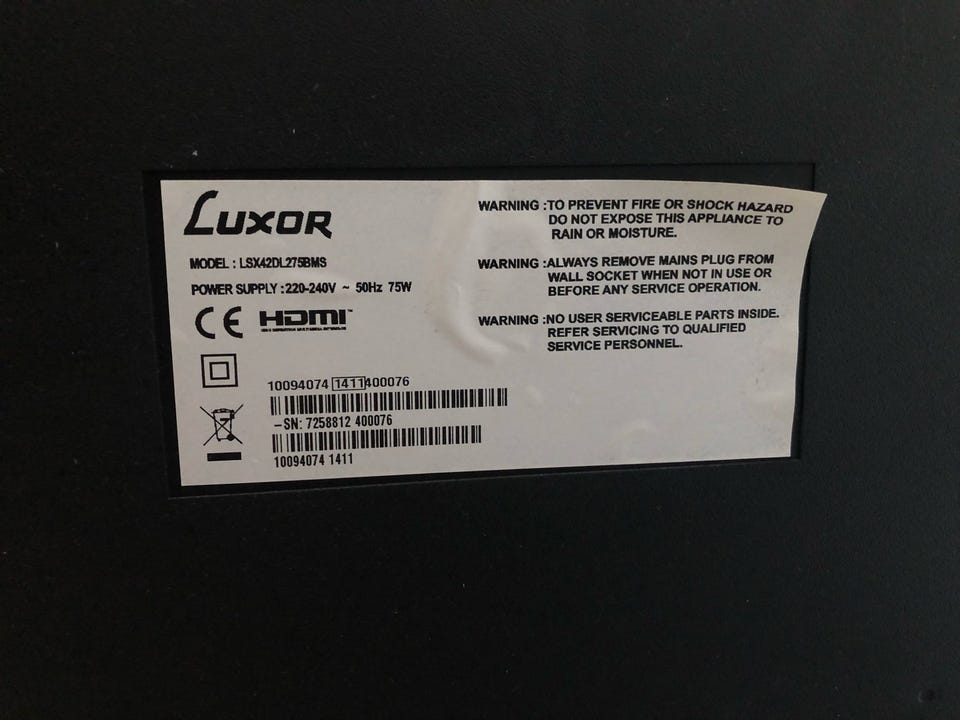 LUXOR
MODEL : LSX42DL275BMS
POWER SUPPLY : 220-240V ~ 50Hz 75W
CE HDMI™
10094074 1411400076
-SN: 7258812 400076
10094074 1411
WARNING :TO PREVENT FIRE OR SHOCK HAZARD
DO NOT EXPOSE THIS APPLIANCE TO
RAIN OR MOISTURE.
WARNING :ALWAYS REMOVE MAINS PLUG FROM
WALL SOCKET WHEN NOT IN USE OR
BEFORE ANY SERVICE OPERATION.
WARNING :NO USER SERVICEABLE PARTS INSIDE.
REFER SERVICING TO QUALIFIED
SERVICE PERSONNEL.